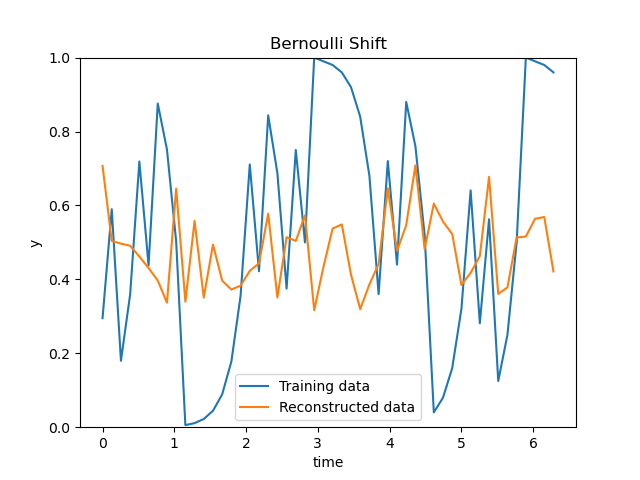 Bernoulli Shift
1.0
0.8
0.6
0.4
0.2
0.0
y
Training data
Reconstructed data
0 1 2 3 4 5 6
time